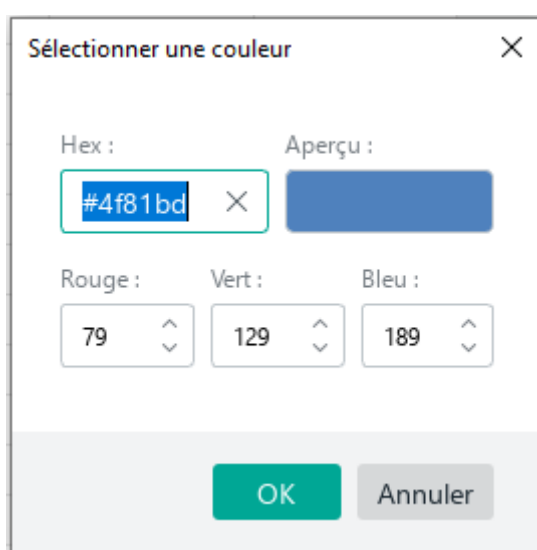 Sélectionner une couleur
Hex : Aperçu :
#4f81bd
Rouge : Vert : Bleu :
79 129 189
OK Annuler